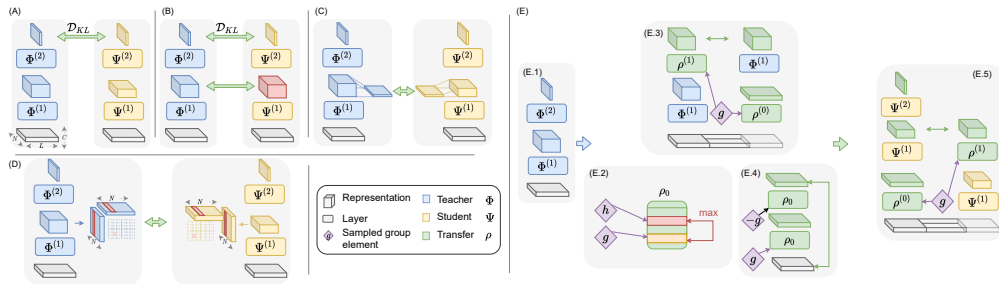 (A)
𝒟_KL
Φ^(2)
Ψ^(2)
Φ^(1)
Ψ^(1)
N
L
C
(B)
𝒟_KL
Φ^(2)
Ψ^(2)
Φ^(1)
Ψ^(1)
(C)
Φ^(2)
Ψ^(2)
Φ^(1)
Ψ^(1)
(D)
Φ^(2)
N
N
Φ^(1)
N
Ψ^(2)
N
Ψ^(1)
Representation
Layer
g
Sampled group
element
Teacher Φ
Student Ψ
Transfer ρ
(E)
(E.1)
Φ^(2)
Φ^(1)
(E.3)
ρ^(1)
Φ^(1)
Φ^(1)
g
ρ^(0)
(E.2)
ρ_0
h
g
max
(E.4)
ρ_0
-g
ρ_0
g
(E.5)
Ψ^(2)
Ψ^(1)
ρ^(1)
ρ^(0)
g
Ψ^(1)